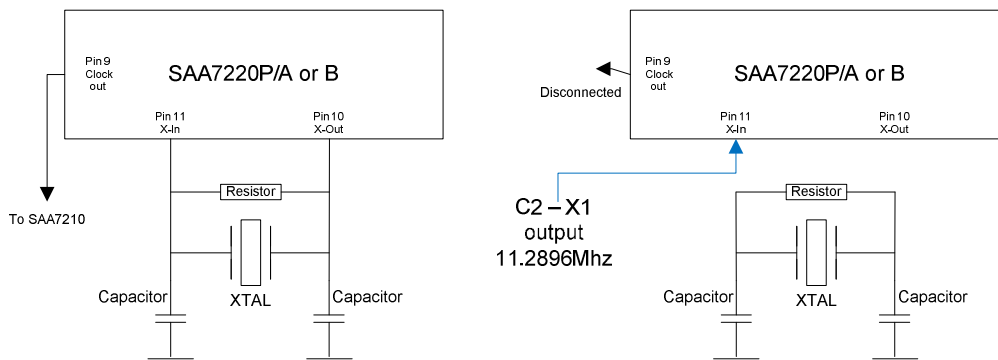 Pin 9
Clock
out
SAA7220P/A or B
Pin 11
X-In
Pin 10
X-Out
To SAA7210
Resistor
XTAL
Capacitor
Capacitor
Pin 9
Clock
out
SAA7220P/A or B
Disconnected
Pin 11
X-In
Pin 10
X-Out
C2 – X1
output
11.2896Mhz
Resistor
XTAL
Capacitor
Capacitor